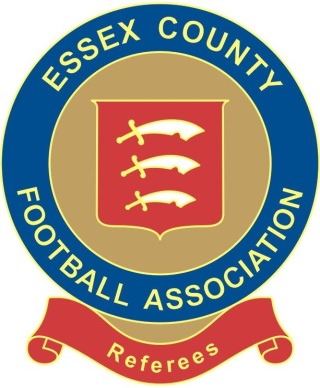 ESSEX COUNTY
FOOTBALL ASSOCIATION
Referees